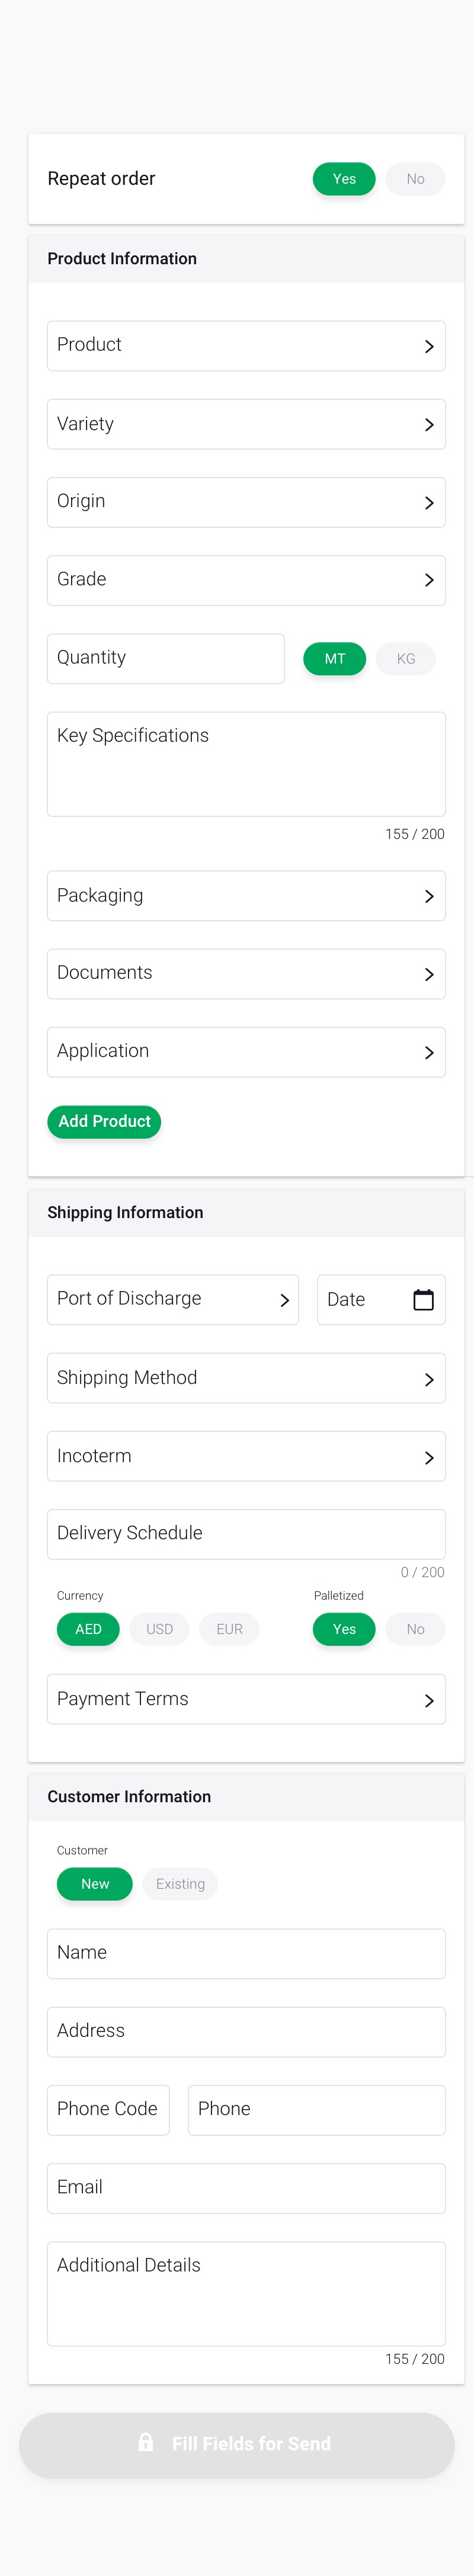 Repeat order Yes No
Product Information
Product
Variety
Origin
Grade
Quantity MT KG
Key Specifications
155 / 200
Packaging
Documents
Application
Add Product
Shipping Information
Port of Discharge Date
Shipping Method
Incoterm
Delivery Schedule
0 / 200
Currency Palletized
AED USD EUR Yes No
Payment Terms
Customer Information
Customer
New Existing
Name
Address
Phone Code Phone
Email
Additional Details
155 / 200
Fill Fields for Send